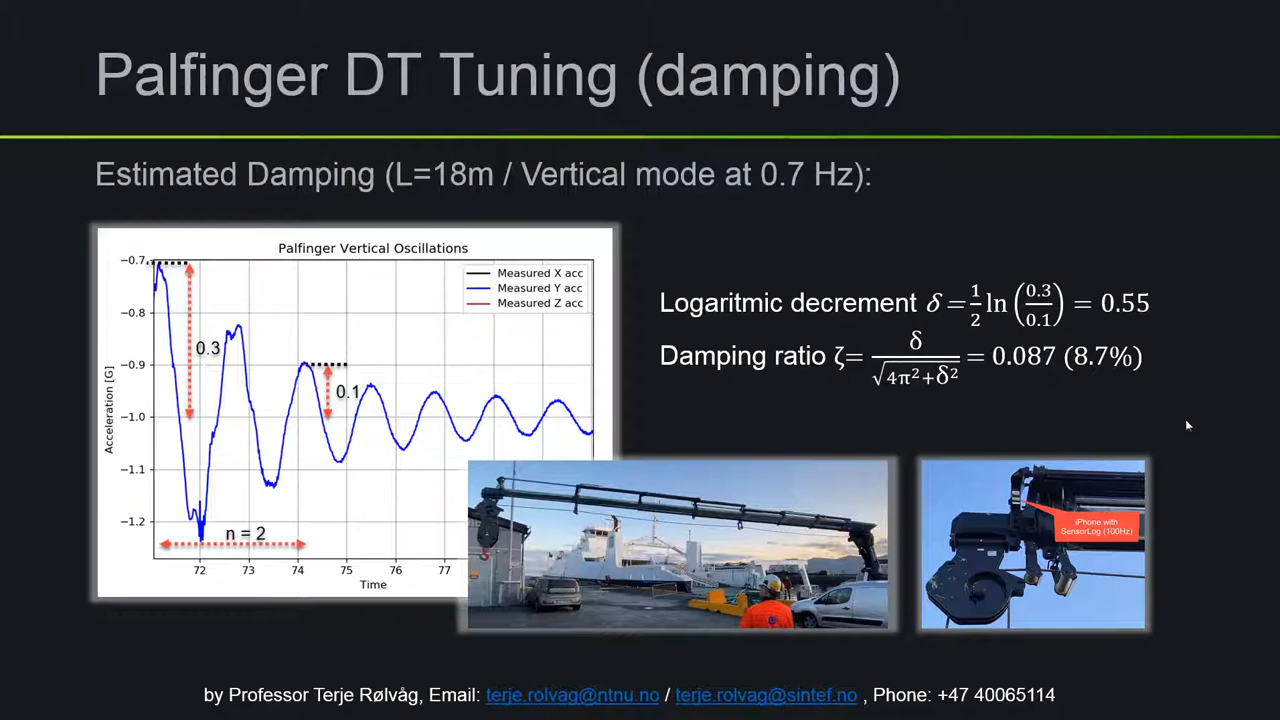 Palfinger DT Tuning (damping)
Estimated Damping (L=18m / Vertical mode at 0.7 Hz):
Palfinger Vertical Oscillations
Measured X acc
Measured Y acc
Measured Z acc
−0.7
−0.8
−0.9
−1.0
−1.1
−1.2
Acceleration [G]
0.3
0.1
n = 2
72
73
74
75
76
77
Time
Logaritmic decrement δ = 1/2 ln (0.3/0.1) = 0.55
Damping ratio ζ= δ/√4π²+δ² = 0.087 (8.7%)
iPhone with
SensorLog (100Hz)
by Professor Terje Rølvåg, Email: terje.rolvag@ntnu.no / terje.rolvag@sintef.no , Phone: +47 40065114